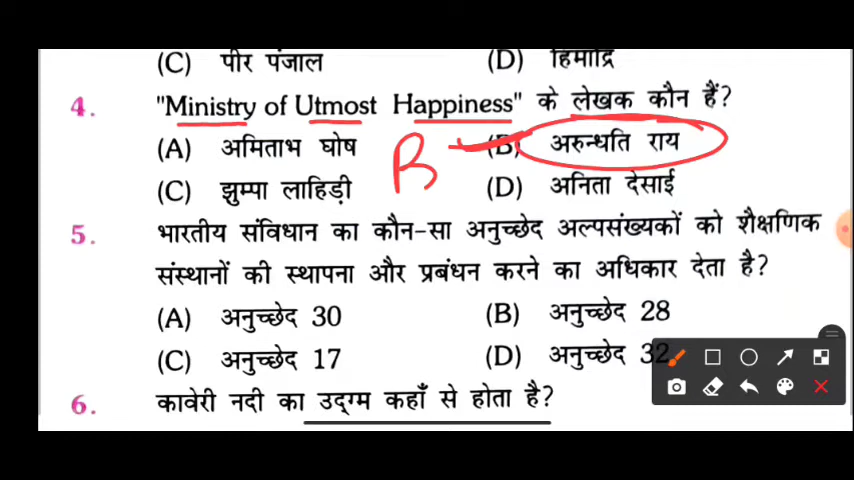 (C) पीर पंजाल (D) हिमाद्रि
4. "Ministry of Utmost Happiness" के लेखक कौन हैं?
(A) अमिताभ घोष B (B) अरुन्धति राय
(C) झुम्पा लाहिड़ी (D) अनिता देसाई
5. भारतीय संविधान का कौन-सा अनुच्छेद अल्पसंख्यकों को शैक्षणिक
संस्थानों की स्थापना और प्रबंधन करने का अधिकार देता है?
(A) अनुच्छेद 30 (B) अनुच्छेद 28
(C) अनुच्छेद 17 (D) अनुच्छेद 32
6. कावेरी नदी का उद्गम कहाँ से होता है?